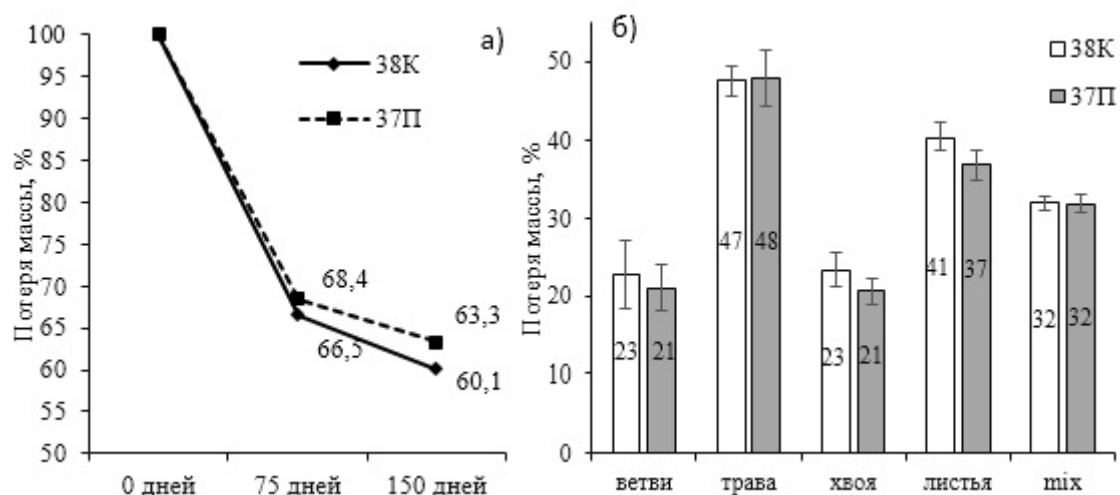 а)
38К
37П
Потеря массы, %
100
95
90
85
80
75
70
65
60
55
50
68,4
66,5
63,3
60,1
0 дней
75 дней
150 дней
б)
38К
37П
Потеря массы, %
50
40
30
20
10
0
23
21
47
48
23
21
41
37
32
32
ветви
трава
хвоя
листья
mix